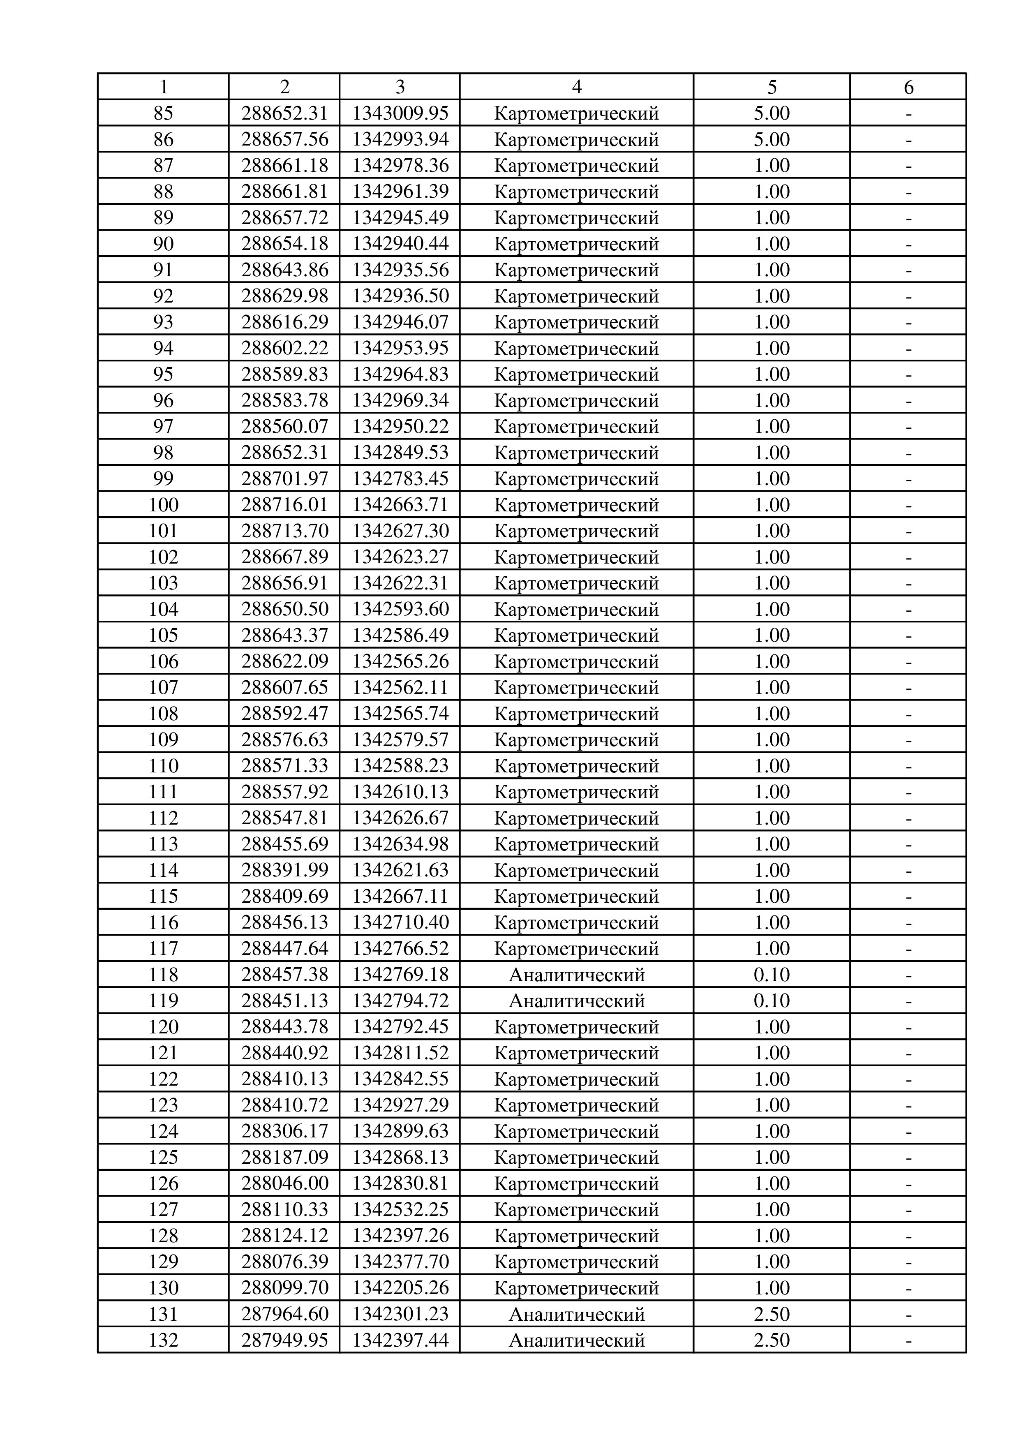 1 2 3 4 5 6
85 288652.31 1343009.95 Картометрический 5.00 -
86 288657.56 1342993.94 Картометрический 5.00 -
87 288661.18 1342978.36 Картометрический 1.00 -
88 288661.81 1342961.39 Картометрический 1.00 -
89 288657.72 1342945.49 Картометрический 1.00 -
90 288654.18 1342940.44 Картометрический 1.00 -
91 288643.86 1342935.56 Картометрический 1.00 -
92 288629.98 1342936.50 Картометрический 1.00 -
93 288616.29 1342946.07 Картометрический 1.00 -
94 288602.22 1342953.95 Картометрический 1.00 -
95 288589.83 1342964.83 Картометрический 1.00 -
96 288583.78 1342969.34 Картометрический 1.00 -
97 288560.07 1342950.22 Картометрический 1.00 -
98 288652.31 1342849.53 Картометрический 1.00 -
99 288701.97 1342783.45 Картометрический 1.00 -
100 288716.01 1342663.71 Картометрический 1.00 -
101 288713.70 1342627.30 Картометрический 1.00 -
102 288667.89 1342623.27 Картометрический 1.00 -
103 288656.91 1342622.31 Картометрический 1.00 -
104 288650.50 1342593.60 Картометрический 1.00 -
105 288643.37 1342586.49 Картометрический 1.00 -
106 288622.09 1342565.26 Картометрический 1.00 -
107 288607.65 1342562.11 Картометрический 1.00 -
108 288592.47 1342565.74 Картометрический 1.00 -
109 288576.63 1342579.57 Картометрический 1.00 -
110 288571.33 1342588.23 Картометрический 1.00 -
111 288557.92 1342610.13 Картометрический 1.00 -
112 288547.81 1342626.67 Картометрический 1.00 -
113 288455.69 1342634.98 Картометрический 1.00 -
114 288391.99 1342621.63 Картометрический 1.00 -
115 288409.69 1342667.11 Картометрический 1.00 -
116 288456.13 1342710.40 Картометрический 1.00 -
117 288447.64 1342766.52 Картометрический 1.00 -
118 288457.38 1342769.18 Аналитический 0.10 -
119 288451.13 1342794.72 Аналитический 0.10 -
120 288443.78 1342792.45 Картометрический 1.00 -
121 288440.92 1342811.52 Картометрический 1.00 -
122 288410.13 1342842.55 Картометрический 1.00 -
123 288410.72 1342927.29 Картометрический 1.00 -
124 288306.17 1342899.63 Картометрический 1.00 -
125 288187.09 1342868.13 Картометрический 1.00 -
126 288046.00 1342830.81 Картометрический 1.00 -
127 288110.33 1342532.25 Картометрический 1.00 -
128 288124.12 1342397.26 Картометрический 1.00 -
129 288076.39 1342377.70 Картометрический 1.00 -
130 288099.70 1342205.26 Картометрический 1.00 -
131 287964.60 1342301.23 Аналитический 2.50 -
132 287949.95 1342397.44 Аналитический 2.50 -